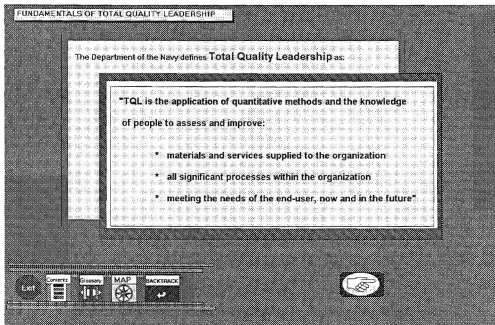 FUNDAMENTALS OF TOTAL QUALITY LEADERSHIP
The Department of the Navy defines Total Quality Leadership as:
"TQL is the application of quantitative methods and the knowledge
of people to assess and improve:
* materials and services supplied to the organization
* all significant processes within the organization
* meeting the needs of the end-user, now and in the future"
Exit
Contents
Glossary
MAP
BACKTRACK